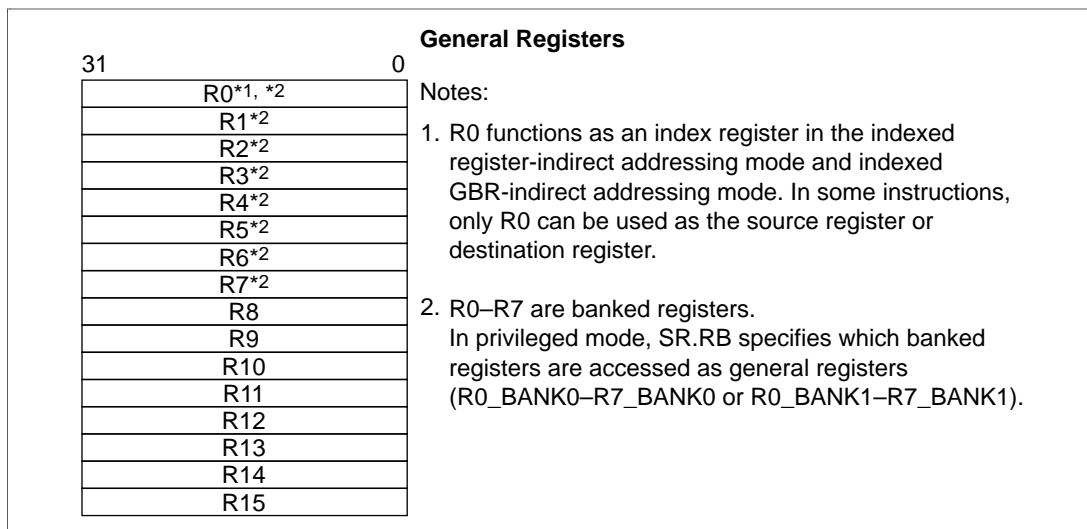 General Registers
31 0
R0*1, *2
R1*2
R2*2
R3*2
R4*2
R5*2
R6*2
R7*2
R8
R9
R10
R11
R12
R13
R14
R15
Notes:
1. R0 functions as an index register in the indexed
register-indirect addressing mode and indexed
GBR-indirect addressing mode. In some instructions,
only R0 can be used as the source register or
destination register.
2. R0–R7 are banked registers.
In privileged mode, SR.RB specifies which banked
registers are accessed as general registers
(R0_BANK0–R7_BANK0 or R0_BANK1–R7_BANK1).